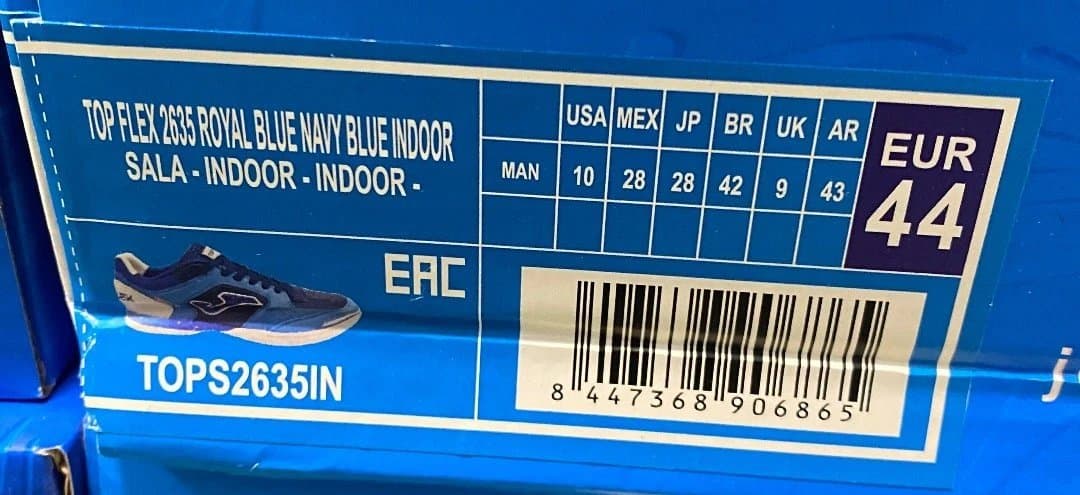 TOP FLEX 2635 ROYAL BLUE NAVY BLUE INDOOR
SALA - INDOOR - INDOOR -
USA MEX JP BR UK AR
MAN 10 28 28 42 9 43
EUR
44
EAC
TOPS2635IN
8 447368 906865
j